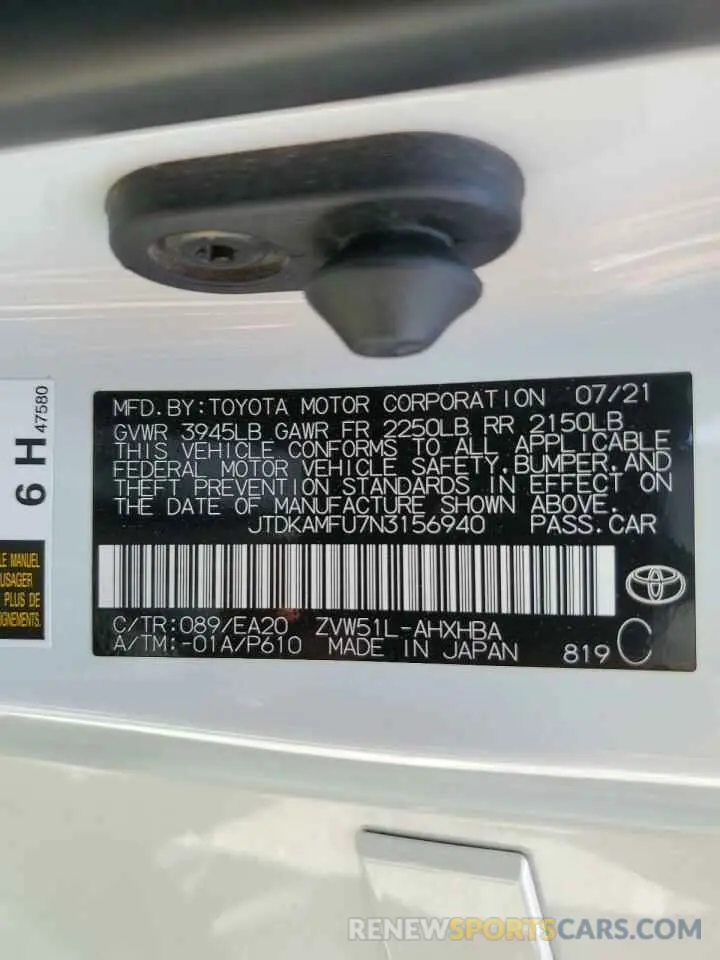 MFD.BY:TOYOTA MOTOR CORPORATION 07/21
GVWR 3945LB GAWR FR 2250LB RR 2150LB
THIS VEHICLE CONFORMS TO ALL APPLICABLE
FEDERAL MOTOR VEHICLE SAFETY,BUMPER,AND
THEFT PREVENTION STANDARDS IN EFFECT ON
THE DATE OF MANUFACTURE SHOWN ABOVE.
JTDKAMFU7N3156940 PASS.CAR
C/TR:089/EA20 ZVW51L-AHXHBA
A/TM:-01A/P610 MADE IN JAPAN 819 C
6 H 47580
LE MANUEL
USAGER
PLUS DE
IGNEMENTS.
RENEWSPORTSCARS.COM